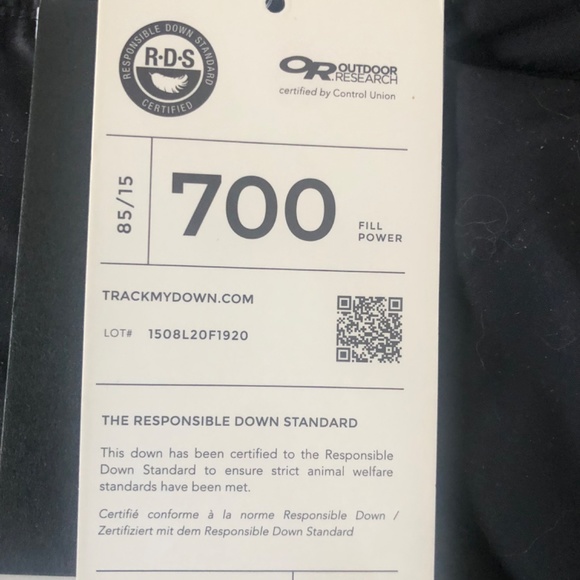 RESPONSIBLE DOWN STANDARD
R·D·S
CERTIFIED
OR OUTDOOR
RESEARCH
certified by Control Union
85/15
700
FILL
POWER
TRACKMYDOWN.COM
LOT# 1508L20F1920
THE RESPONSIBLE DOWN STANDARD
This down has been certified to the Responsible
Down Standard to ensure strict animal welfare
standards have been met.
Certifié conforme à la norme Responsible Down /
Zertifiziert mit dem Responsible Down Standard